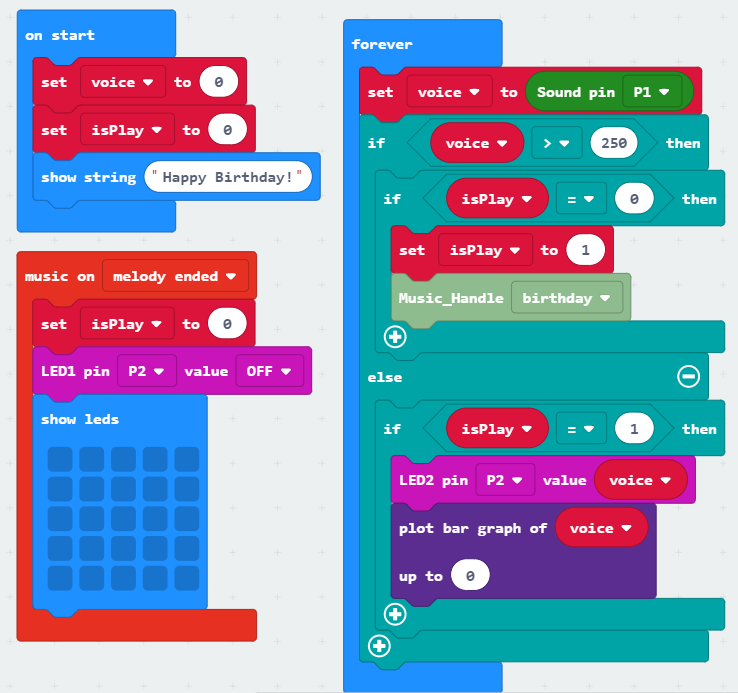 on start
set voice to 0
set isPlay to 0
show string "Happy Birthday!"
music on melody ended
set isPlay to 0
LED1 pin P2 value OFF
show leds
forever
set voice to Sound pin P1
if voice > 250 then
if isPlay = 0 then
set isPlay to 1
Music_Handle birthday
else
if isPlay = 1 then
LED2 pin P2 value voice
plot bar graph of voice
up to 0